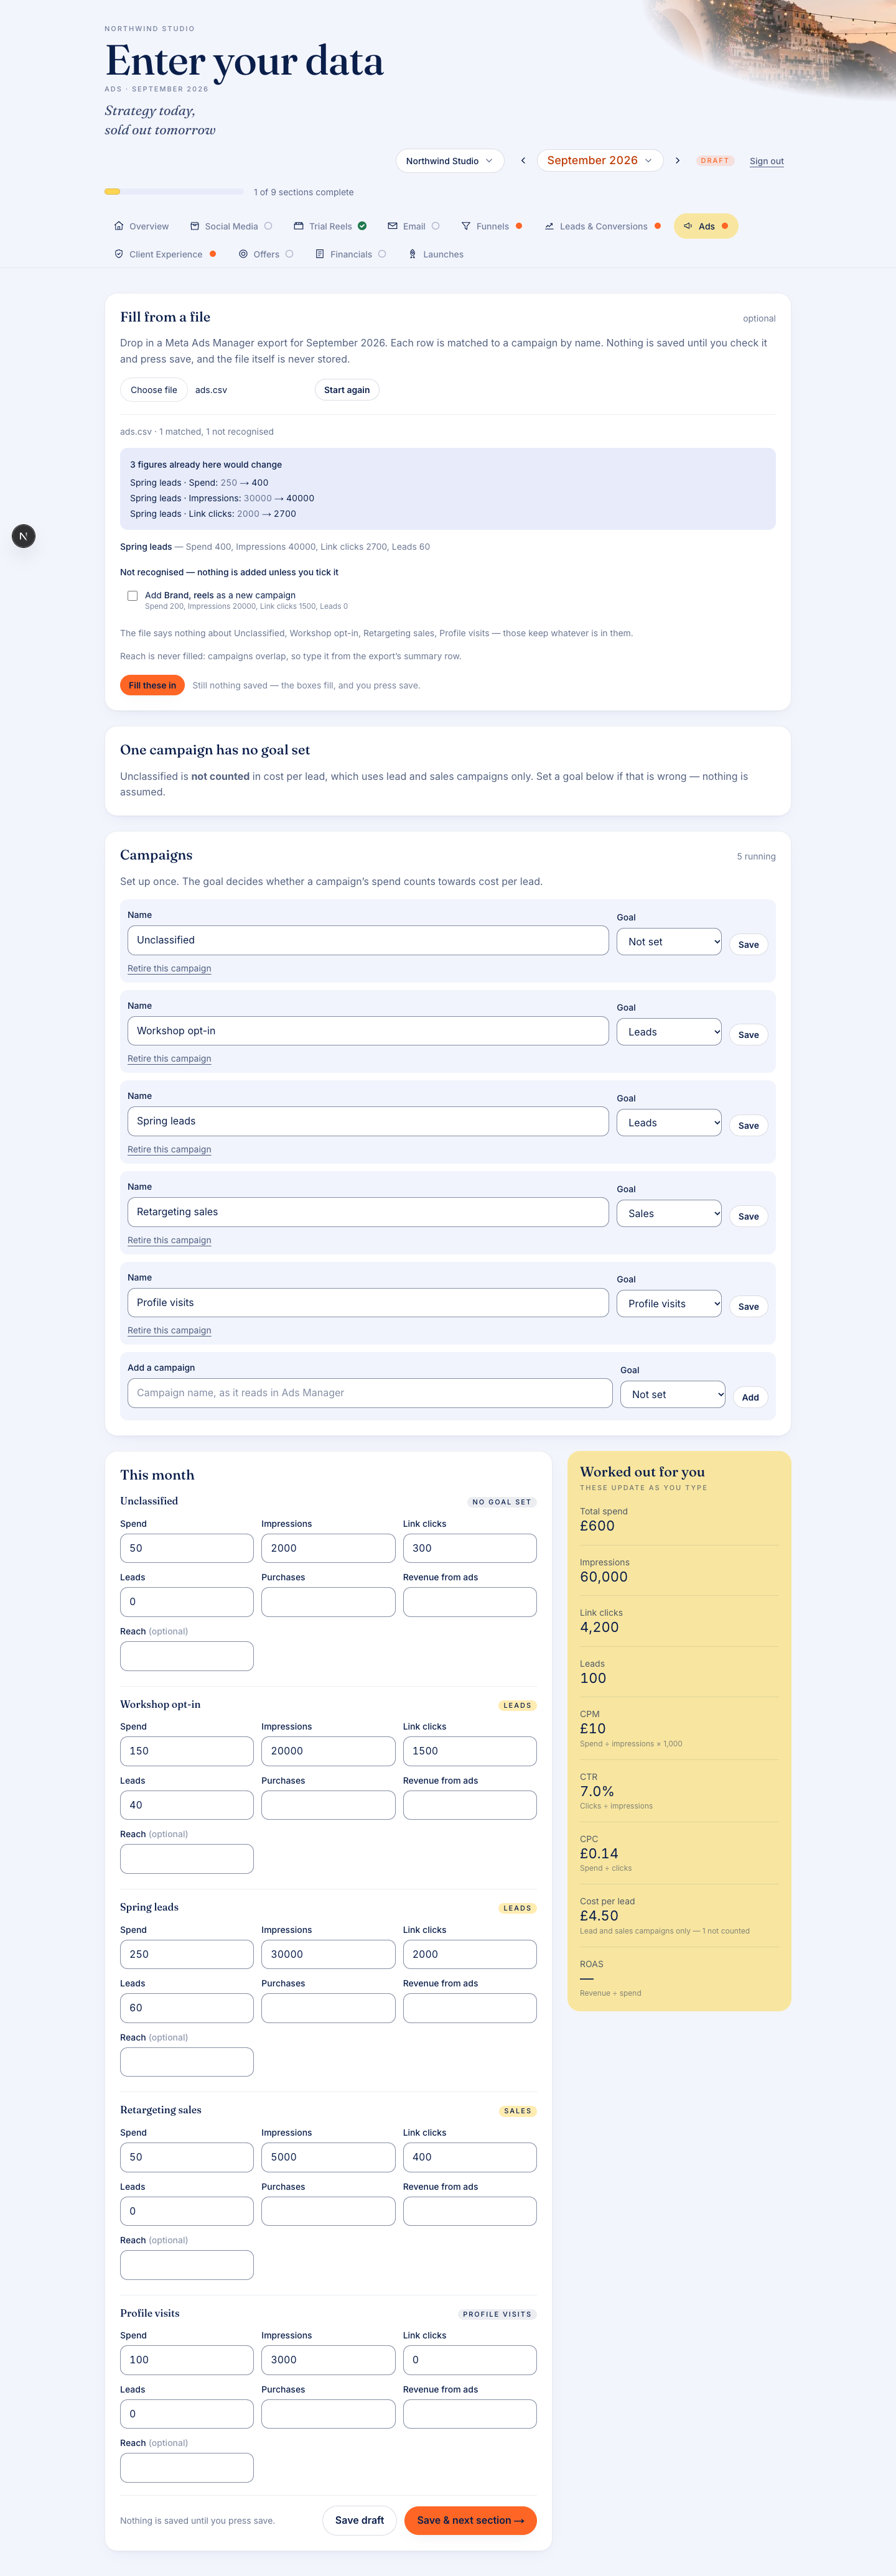 NORTHWIND STUDIO
Enter your data
ADS · SEPTEMBER 2026
Strategy today,
sold out tomorrow
Northwind Studio
September 2026
DRAFT
Sign out
1 of 9 sections complete
Overview
Social Media
Trial Reels
Email
Funnels
Leads & Conversions
Ads
Client Experience
Offers
Financials
Launches
Fill from a file
optional
Drop in a Meta Ads Manager export for September 2026. Each row is matched to a campaign by name. Nothing is saved until you check it
and press save, and the file itself is never stored.
Choose file ads.csv
Start again
ads.csv · 1 matched, 1 not recognised
3 figures already here would change
Spring leads · Spend: 250 → 400
Spring leads · Impressions: 30000 → 40000
Spring leads · Link clicks: 2000 → 2700
N
Spring leads — Spend 400, Impressions 40000, Link clicks 2700, Leads 60
Not recognised — nothing is added unless you tick it
Add Brand, reels as a new campaign
Spend 200, Impressions 20000, Link clicks 1500, Leads 0
The file says nothing about Unclassified, Workshop opt-in, Retargeting sales, Profile visits — those keep whatever is in them.
Reach is never filled: campaigns overlap, so type it from the export's summary row.
Fill these in
Still nothing saved — the boxes fill, and you press save.
One campaign has no goal set
Unclassified is not counted in cost per lead, which uses lead and sales campaigns only. Set a goal below if that is wrong — nothing is
assumed.
Campaigns
5 running
Set up once. The goal decides whether a campaign's spend counts towards cost per lead.
Name
Goal
Unclassified
Not set
Save
Retire this campaign
Name
Goal
Workshop opt-in
Leads
Save
Retire this campaign
Name
Goal
Spring leads
Leads
Save
Retire this campaign
Name
Goal
Retargeting sales
Sales
Save
Retire this campaign
Name
Goal
Profile visits
Profile visits
Save
Retire this campaign
Add a campaign
Goal
Campaign name, as it reads in Ads Manager
Not set
Add
This month
Unclassified
NO GOAL SET
Spend
Impressions
Link clicks
50
2000
300
Leads
Purchases
Revenue from ads
0
Reach (optional)
Workshop opt-in
LEADS
Spend
Impressions
Link clicks
150
20000
1500
Leads
Purchases
Revenue from ads
40
Reach (optional)
Spring leads
LEADS
Spend
Impressions
Link clicks
250
30000
2000
Leads
Purchases
Revenue from ads
60
Reach (optional)
Retargeting sales
SALES
Spend
Impressions
Link clicks
50
5000
400
Leads
Purchases
Revenue from ads
0
Reach (optional)
Profile visits
PROFILE VISITS
Spend
Impressions
Link clicks
100
3000
0
Leads
Purchases
Revenue from ads
0
Reach (optional)
Nothing is saved until you press save.
Save draft
Save & next section →
Worked out for you
THESE UPDATE AS YOU TYPE
Total spend
£600
Impressions
60,000
Link clicks
4,200
Leads
100
CPM
£10
Spend ÷ impressions × 1,000
CTR
7.0%
Clicks ÷ impressions
CPC
£0.14
Spend ÷ clicks
Cost per lead
£4.50
Lead and sales campaigns only — 1 not counted
ROAS
—
Revenue ÷ spend